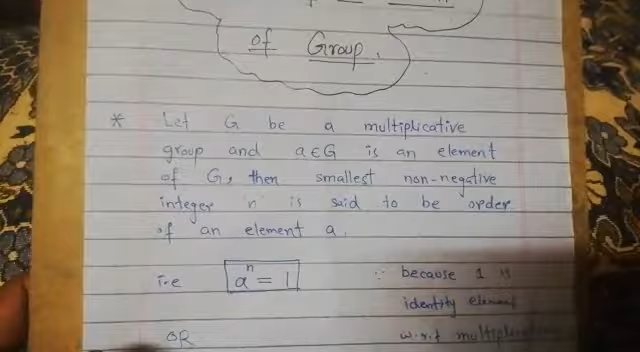 of Group.
* Let G be a multiplicative
group and a∈G is an element
of G, then smallest non-negative
integer 'n' is said to be order
of an element a.
i.e aⁿ = 1 ∵ because 1 is
identity element
OR w.r.t multiplication